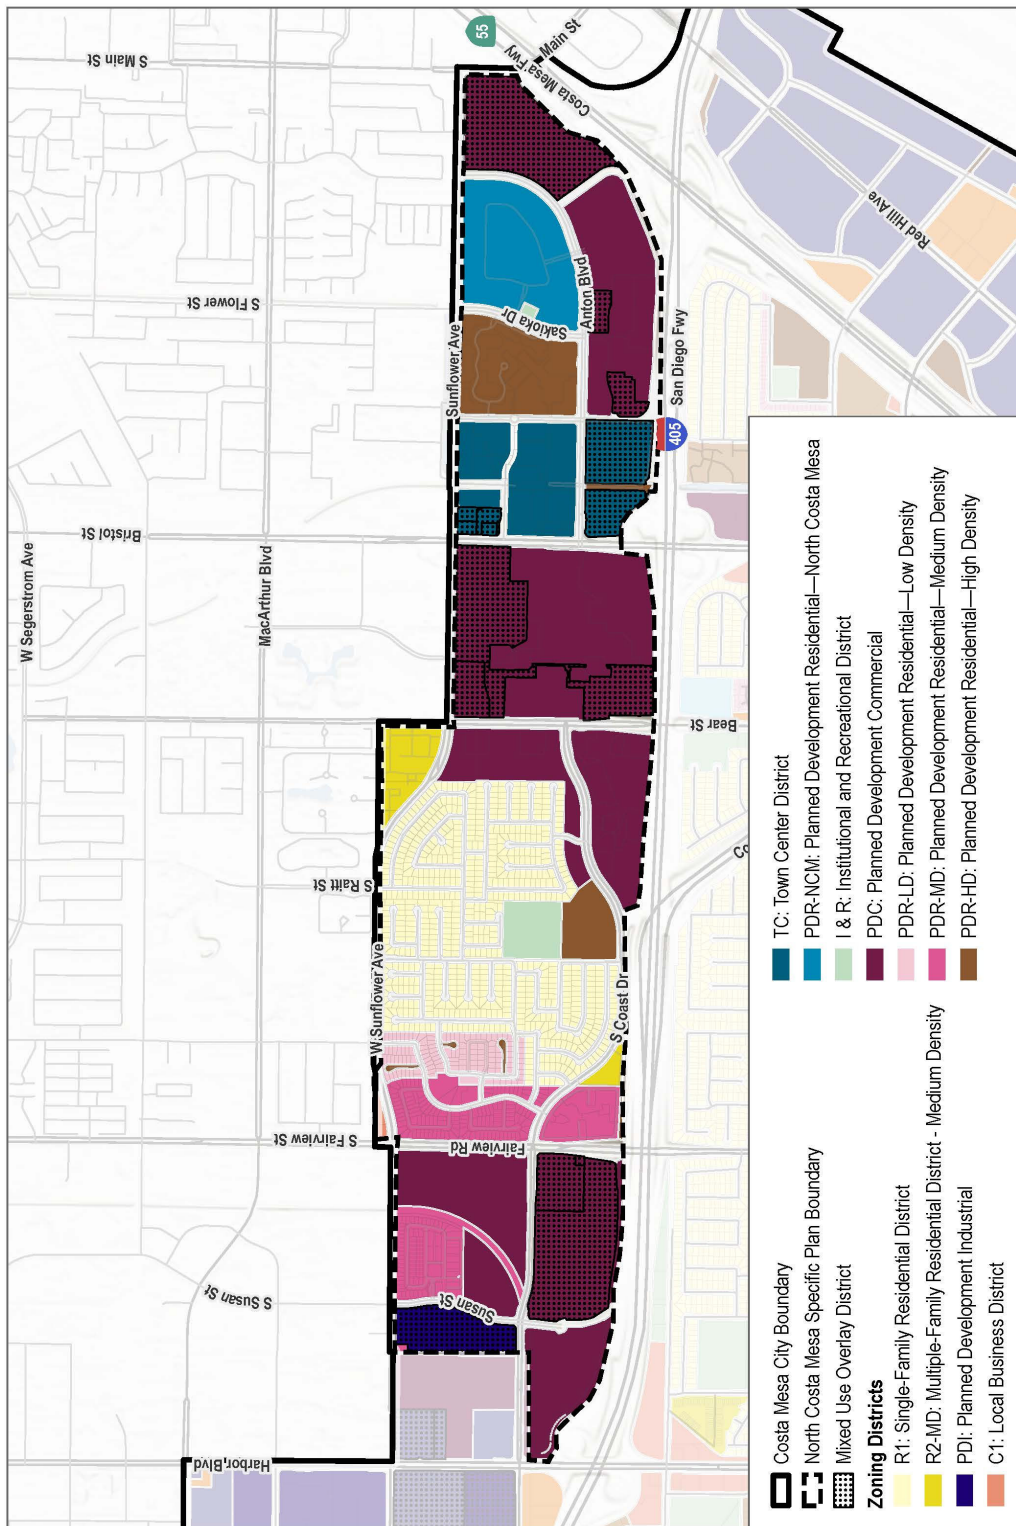 S Main St
55
Main St
Costa Mesa Fwy
S Flower St
Sunflower Ave
Sakioka Dr
Anton Blvd
Red Hill Ave
San Diego Fwy
405
Bristol St
W Segerstrom Ave
MacArthur Blvd
Bear St
S Raitt St
W Sunflower Ave
S Coast Dr
S Fairview St
Fairview Rd
S Susan St
Susan St
Harbor Blvd
Costa Mesa City Boundary
North Costa Mesa Specific Plan Boundary
Mixed Use Overlay District
Zoning Districts
R1: Single-Family Residential District
R2-MD: Multiple-Family Residential District - Medium Density
PDI: Planned Development Industrial
C1: Local Business District
TC: Town Center District
PDR-NCM: Planned Development Residential—North Costa Mesa
I & R: Institutional and Recreational District
PDC: Planned Development Commercial
PDR-LD: Planned Development Residential—Low Density
PDR-MD: Planned Development Residential—Medium Density
PDR-HD: Planned Development Residential—High Density